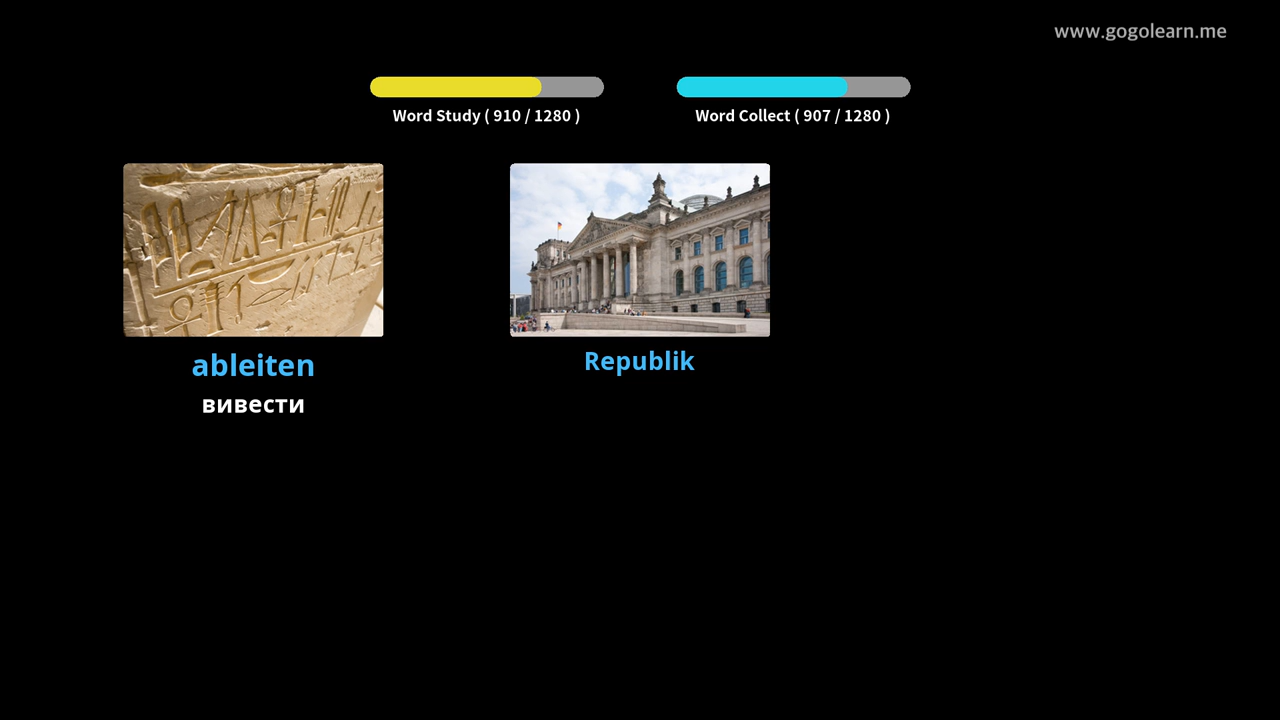 www.gogolearn.me
Word Study ( 910 / 1280 )
Word Collect ( 907 / 1280 )
ableiten
вивести
Republik